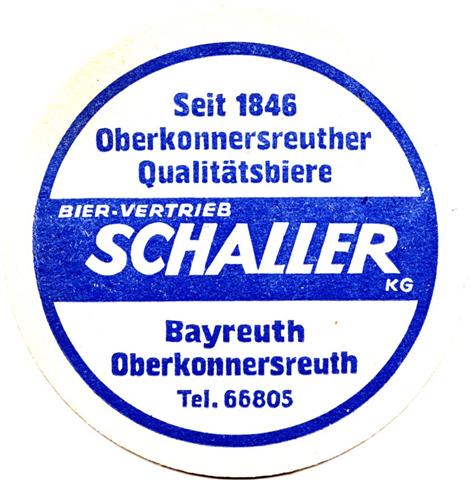 Seit 1846
Oberkonnersreuther
Qualitätsbiere
BIER-VERTRIEB
SCHALLER
KG
Bayreuth
Oberkonnersreuth
Tel. 66805